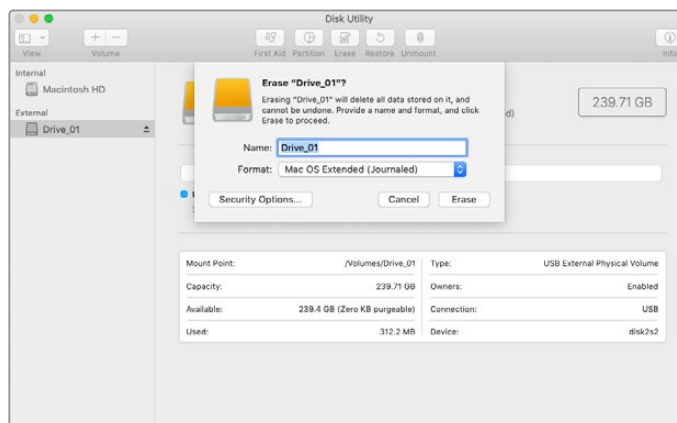 Disk Utility
View
Volume
First Aid Partition Erase Restore Unmount
Info
Internal
Macintosh HD
External
Drive_01
Erase "Drive_01"?
Erasing "Drive_01" will delete all data stored on it, and
cannot be undone. Provide a name and format, and click
Erase to proceed.
d)
239.71 GB
Name: Drive_01
Format: Mac OS Extended (Journaled)
Security Options...
Cancel
Erase
Mount Point: /Volumes/Drive_01
Type: USB External Physical Volume
Capacity: 239.71 GB
Owners: Enabled
Available: 239.4 GB (Zero KB purgeable)
Connection: USB
Used: 312.2 MB
Device: disk2s2